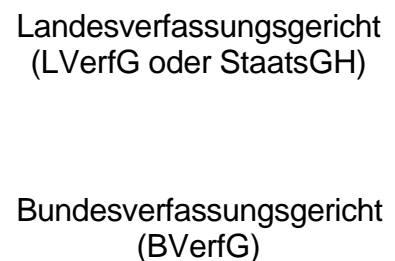 Landesverfassungsgericht
(LVerfG oder StaatsGH)
Bundesverfassungsgericht
(BVerfG)